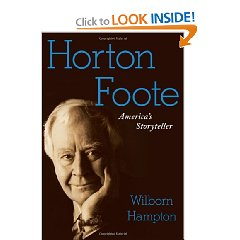 Click to LOOK INSIDE!
Horton
Foote
America's
Storyteller
Wilborn
Hampton